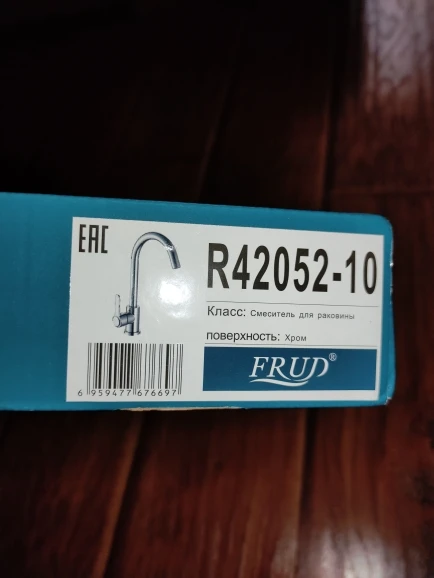 EAC
R42052-10
Класс: Смеситель для раковины
поверхность: Хром
FRUD®
6 959477 676697